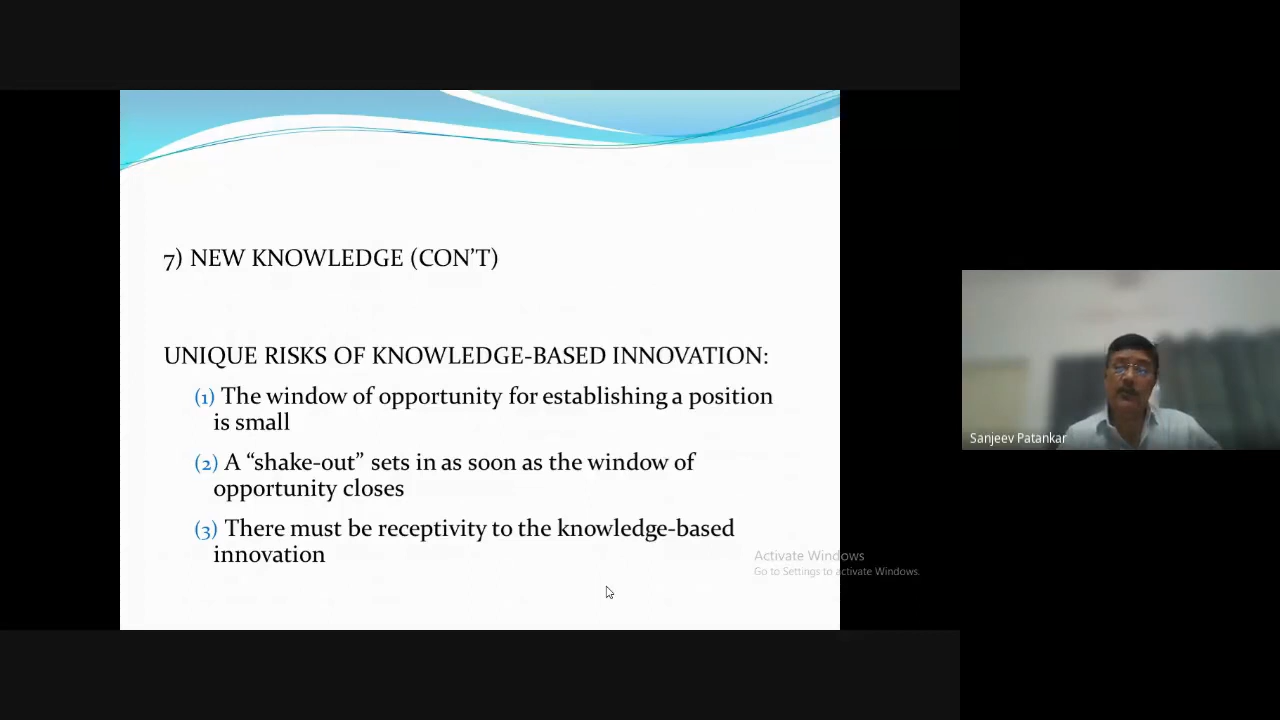 7) NEW KNOWLEDGE (CON’T)
UNIQUE RISKS OF KNOWLEDGE-BASED INNOVATION:
(1) The window of opportunity for establishing a position
is small
(2) A “shake-out” sets in as soon as the window of
opportunity closes
(3) There must be receptivity to the knowledge-based
innovation
Activate Windows
Go to Settings to activate Windows.
Sanjeev Patankar